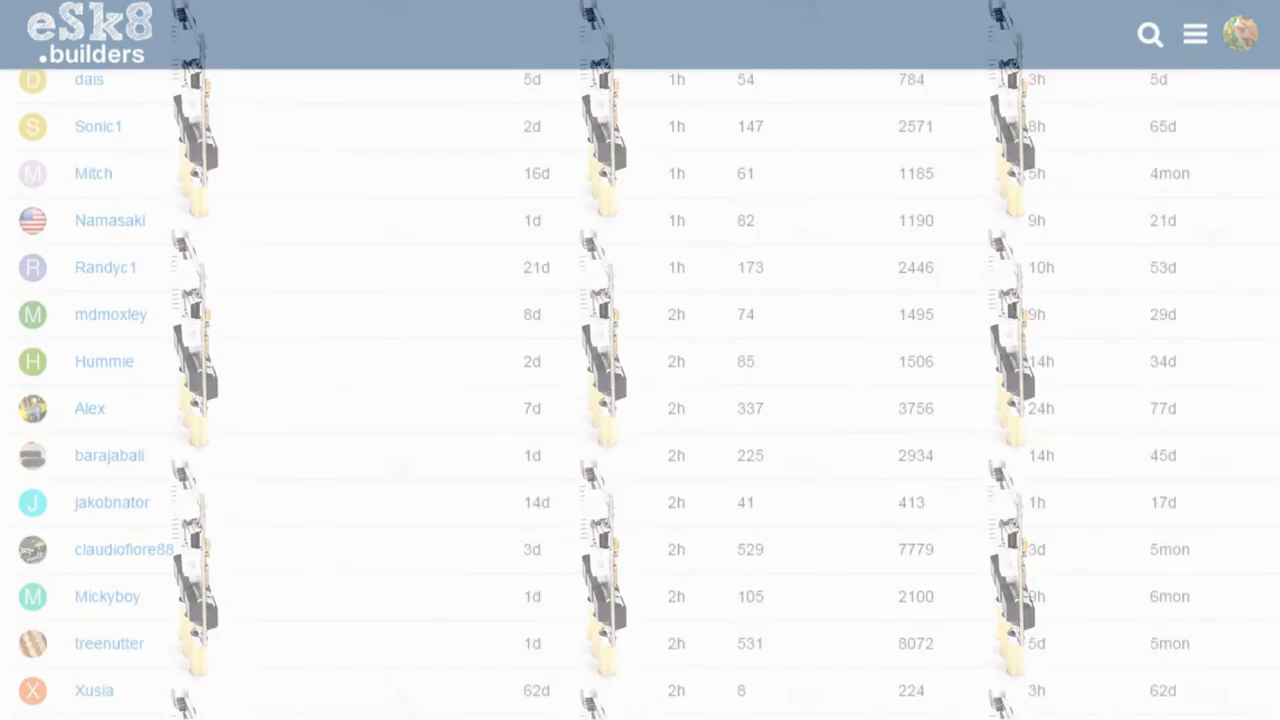 eSk8
.builders
D dais 5d 1h 54 784 3h 5d
S Sonic1 2d 1h 147 2571 8h 65d
M Mitch 16d 1h 61 1185 5h 4mon
Namasaki 1d 1h 82 1190 9h 21d
R Randyc1 21d 1h 173 2446 10h 53d
M mdmoxley 8d 2h 74 1495 9h 29d
H Hummie 2d 2h 85 1506 14h 34d
Alex 7d 2h 337 3756 24h 77d
barajabali 1d 2h 225 2934 14h 45d
J jakobnator 14d 2h 41 413 1h 17d
claudiofiore88 3d 2h 529 7779 3d 5mon
M Mickyboy 1d 2h 105 2100 9h 6mon
treenutter 1d 2h 531 8072 5d 5mon
X Xusia 62d 2h 8 224 3h 62d